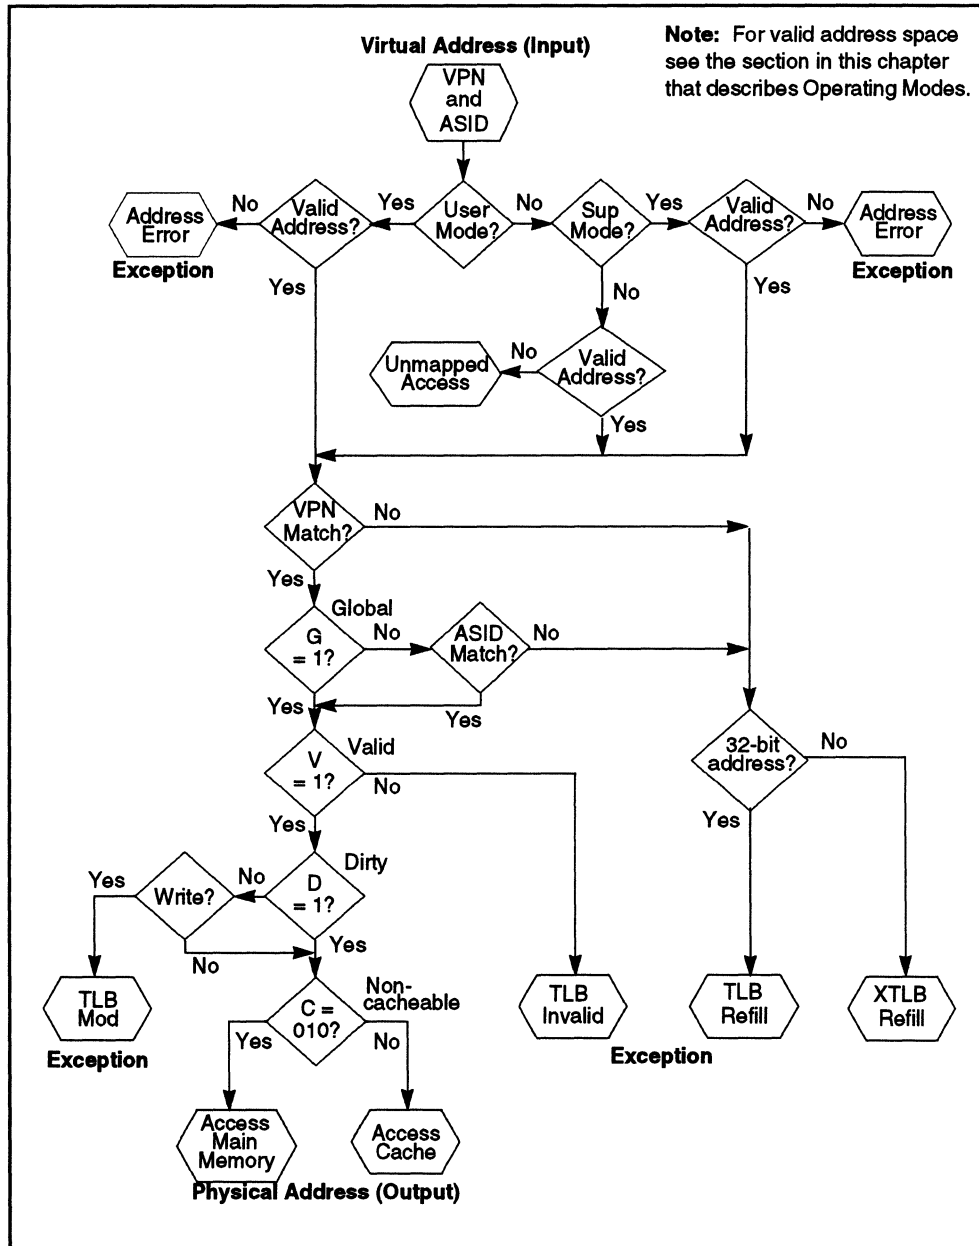 Virtual Address (Input)
Note: For valid address space
see the section in this chapter
that describes Operating Modes.
VPN
and
ASID
Address
Error
Exception
No
Valid
Address?
Yes
User
Mode?
No
Sup
Mode?
Yes
Valid
Address?
No
Address
Error
Exception
Yes
No
Yes
Unmapped
Access
No
Valid
Address?
Yes
VPN
Match?
No
Yes
Global
G
= 1?
No
ASID
Match?
No
Yes
Yes
Valid
V
= 1?
No
32-bit
address?
No
Yes
Yes
Dirty
D
= 1?
No
Write?
Yes
Yes
No
TLB
Mod
Exception
Non-
cacheable
C =
010?
Yes
No
TLB
Invalid
TLB
Refill
XTLB
Refill
Exception
Access
Main
Memory
Access
Cache
Physical Address (Output)